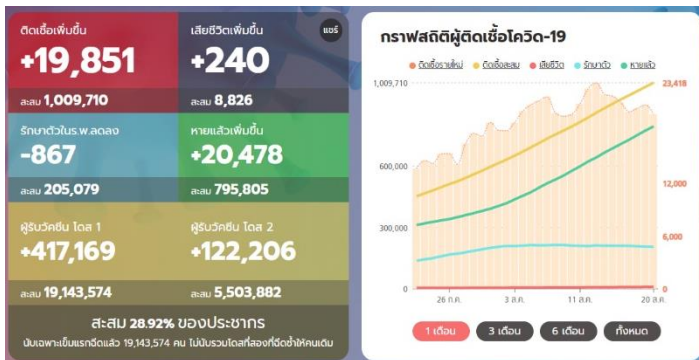 ติดเชื้อเพิ่มขึ้น
+19,851
สะสม 1,009,710
เสียชีวิตเพิ่มขึ้น
แชร์
+240
สะสม 8,826
รักษาตัวในร.พ.ลดลง
-867
สะสม 205,079
หายแล้วเพิ่มขึ้น
+20,478
สะสม 795,805
ผู้รับวัคซีน โดส 1
+417,169
สะสม 19,143,574
ผู้รับวัคซีน โดส 2
+122,206
สะสม 5,503,882
สะสม 28.92% ของประชากร
นับเฉพาะเข็มแรกฉีดแล้ว 19,143,574 คน ไม่นับรวมโดสที่สองที่ฉีดซ้ำให้คนเดิม
กราฟสถิติผู้ติดเชื้อโควิด-19
ติดเชื้อรายใหม่ ติดเชื้อสะสม เสียชีวิต รักษาตัว หายแล้ว
1,009,710 23,418
600,000
12,000
300,000
6,000
0 0
26 ก.ค. 3 ส.ค. 11 ส.ค. 20 ส.ค.
1 เดือน 3 เดือน 6 เดือน ทั้งหมด